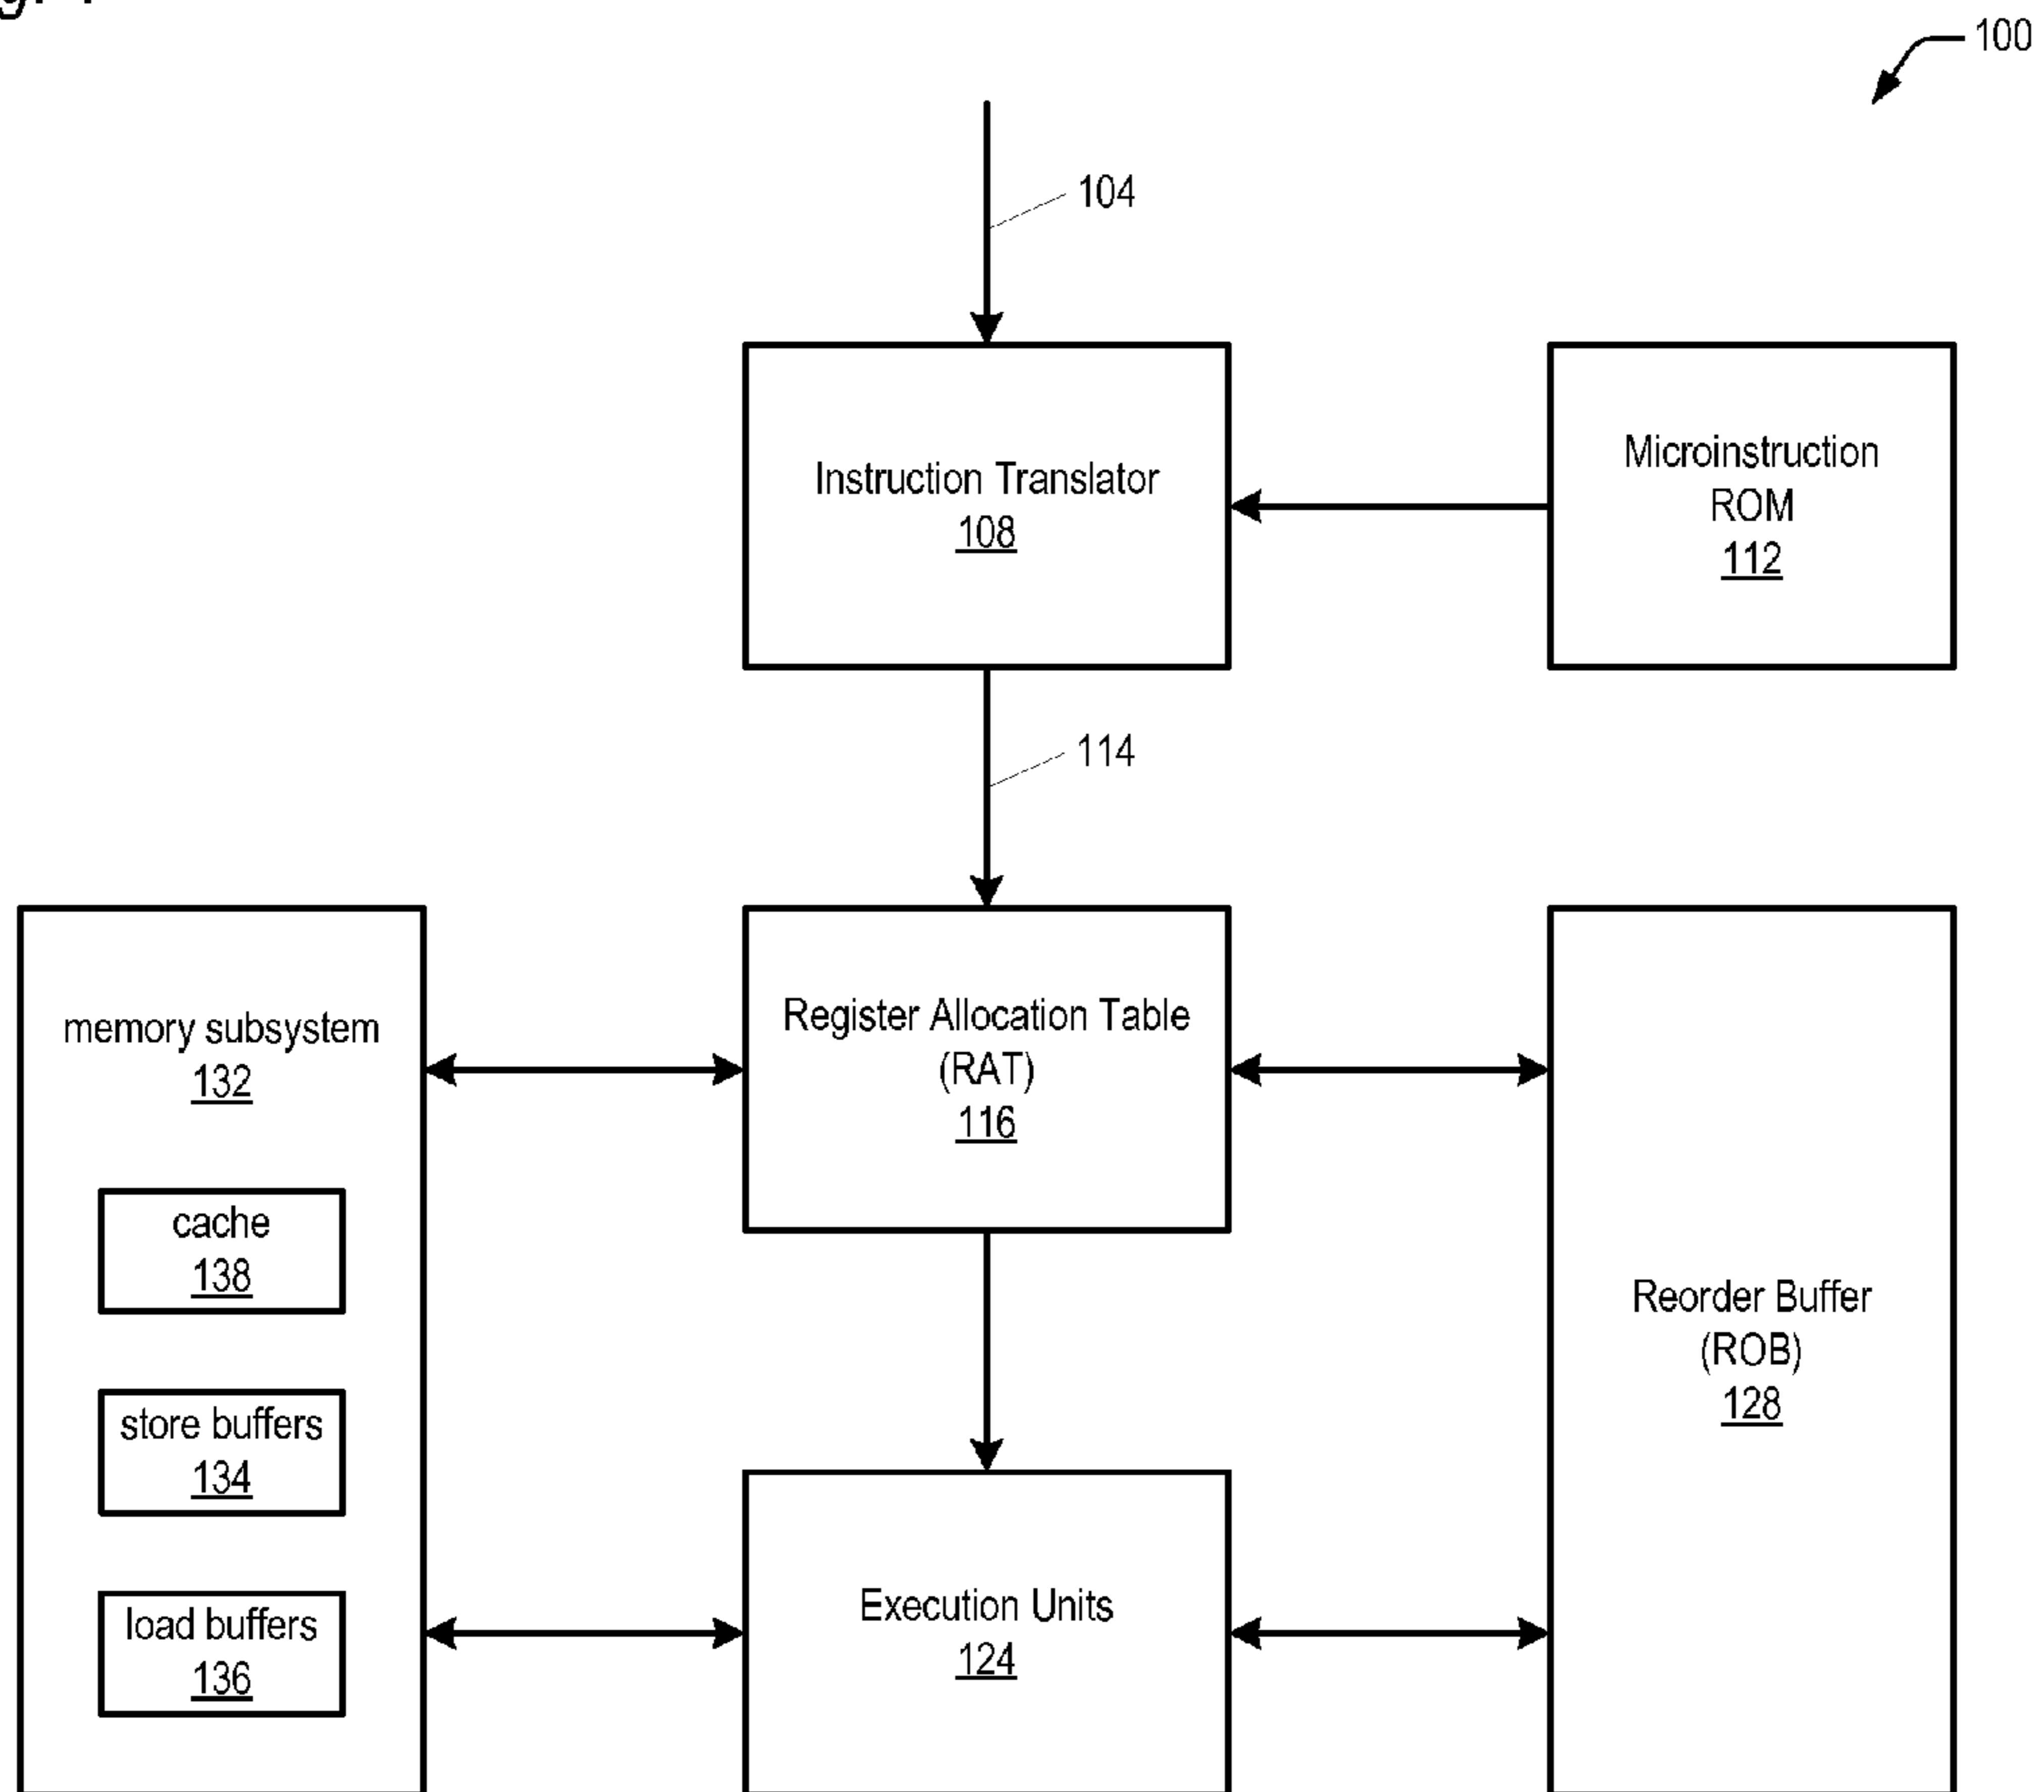 100
104
Instruction Translator
108
Microinstruction
ROM
112
114
memory subsystem
132
cache
138
store buffers
134
load buffers
136
Register Allocation Table
(RAT)
116
Execution Units
124
Reorder Buffer
(ROB)
128